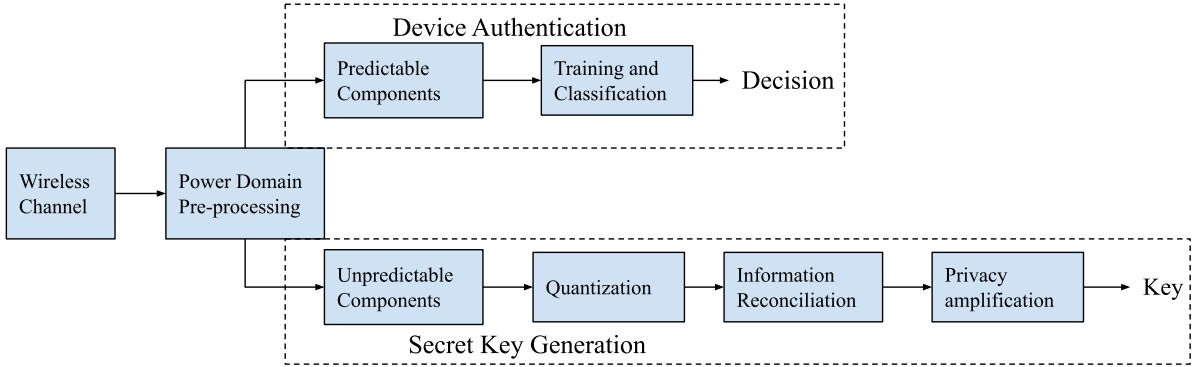 Device Authentication
Predictable
Components
Training and
Classification
Decision
Wireless
Channel
Power Domain
Pre-processing
Unpredictable
Components
Quantization
Information
Reconciliation
Privacy
amplification
Key
Secret Key Generation